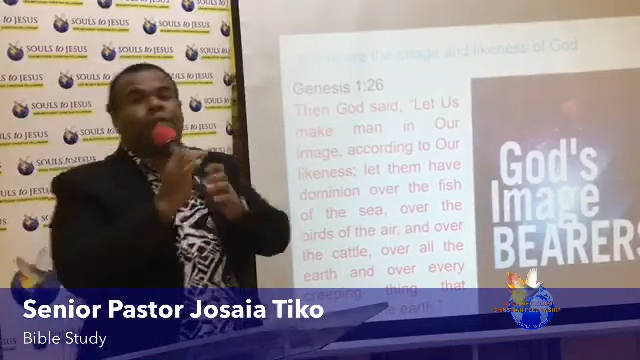 SOULS to JESUS
We are the image and likeness of God
Genesis 1:26
Then God said, "Let Us
make man in Our
image, according to Our
likeness; let them have
dominion over the fish
of the sea, over the
birds of the air, and over
the cattle, over all the
earth and over every
creeping thing that
earth."
God's
Image
BEARERS
Senior Pastor Josaia Tiko
Bible Study